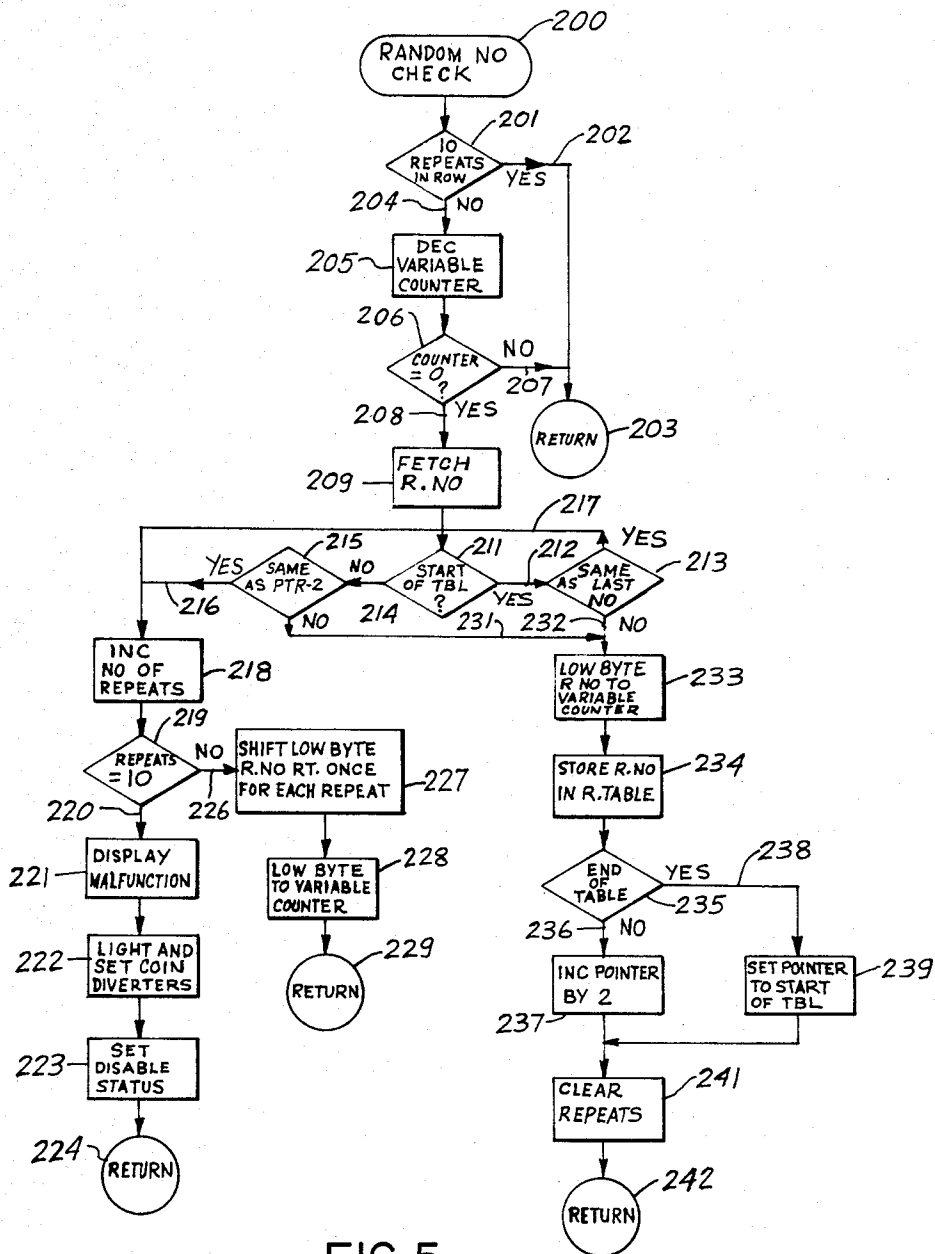 200
RANDOM NO
CHECK
201
202
10
REPEATS
IN ROW
YES
204
NO
DEC
VARIABLE
COUNTER
205
206
COUNTER
= 0
?
NO
207
208
YES
RETURN
203
FETCH
R.NO
209
217
215
211
212
YES
213
YES
SAME
AS PTR-2
NO
START
OF TBL
?
YES
SAME
AS LAST
NO
216
214
NO
231
232
NO
INC
NO OF
REPEATS
218
LOW BYTE
R NO TO
VARIABLE
COUNTER
233
219
REPEATS
= 10
NO
226
SHIFT LOW BYTE
R.NO RT. ONCE
FOR EACH REPEAT
227
STORE R.NO
IN R.TABLE
234
220
DISPLAY
MALFUNCTION
221
LOW BYTE
TO VARIABLE
COUNTER
228
END
OF
TABLE
YES
238
235
236
NO
LIGHT AND
SET COIN
DIVERTERS
222
RETURN
229
INC POINTER
BY 2
237
SET POINTER
TO START
OF TBL
239
SET
DISABLE
STATUS
223
CLEAR
REPEATS
241
RETURN
224
RETURN
242
FIG.5